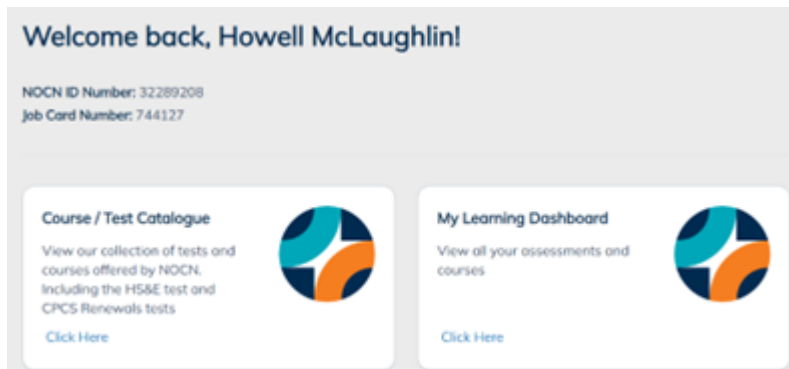 Welcome back, Howell McLaughlin!
NOCN ID Number: 32289208
Job Card Number: 744127
Course / Test Catalogue
View our collection of tests and
courses offered by NOCN.
Including the HS&E test and
CPCS Renewals tests
Click Here
My Learning Dashboard
View all your assessments and
courses
Click Here